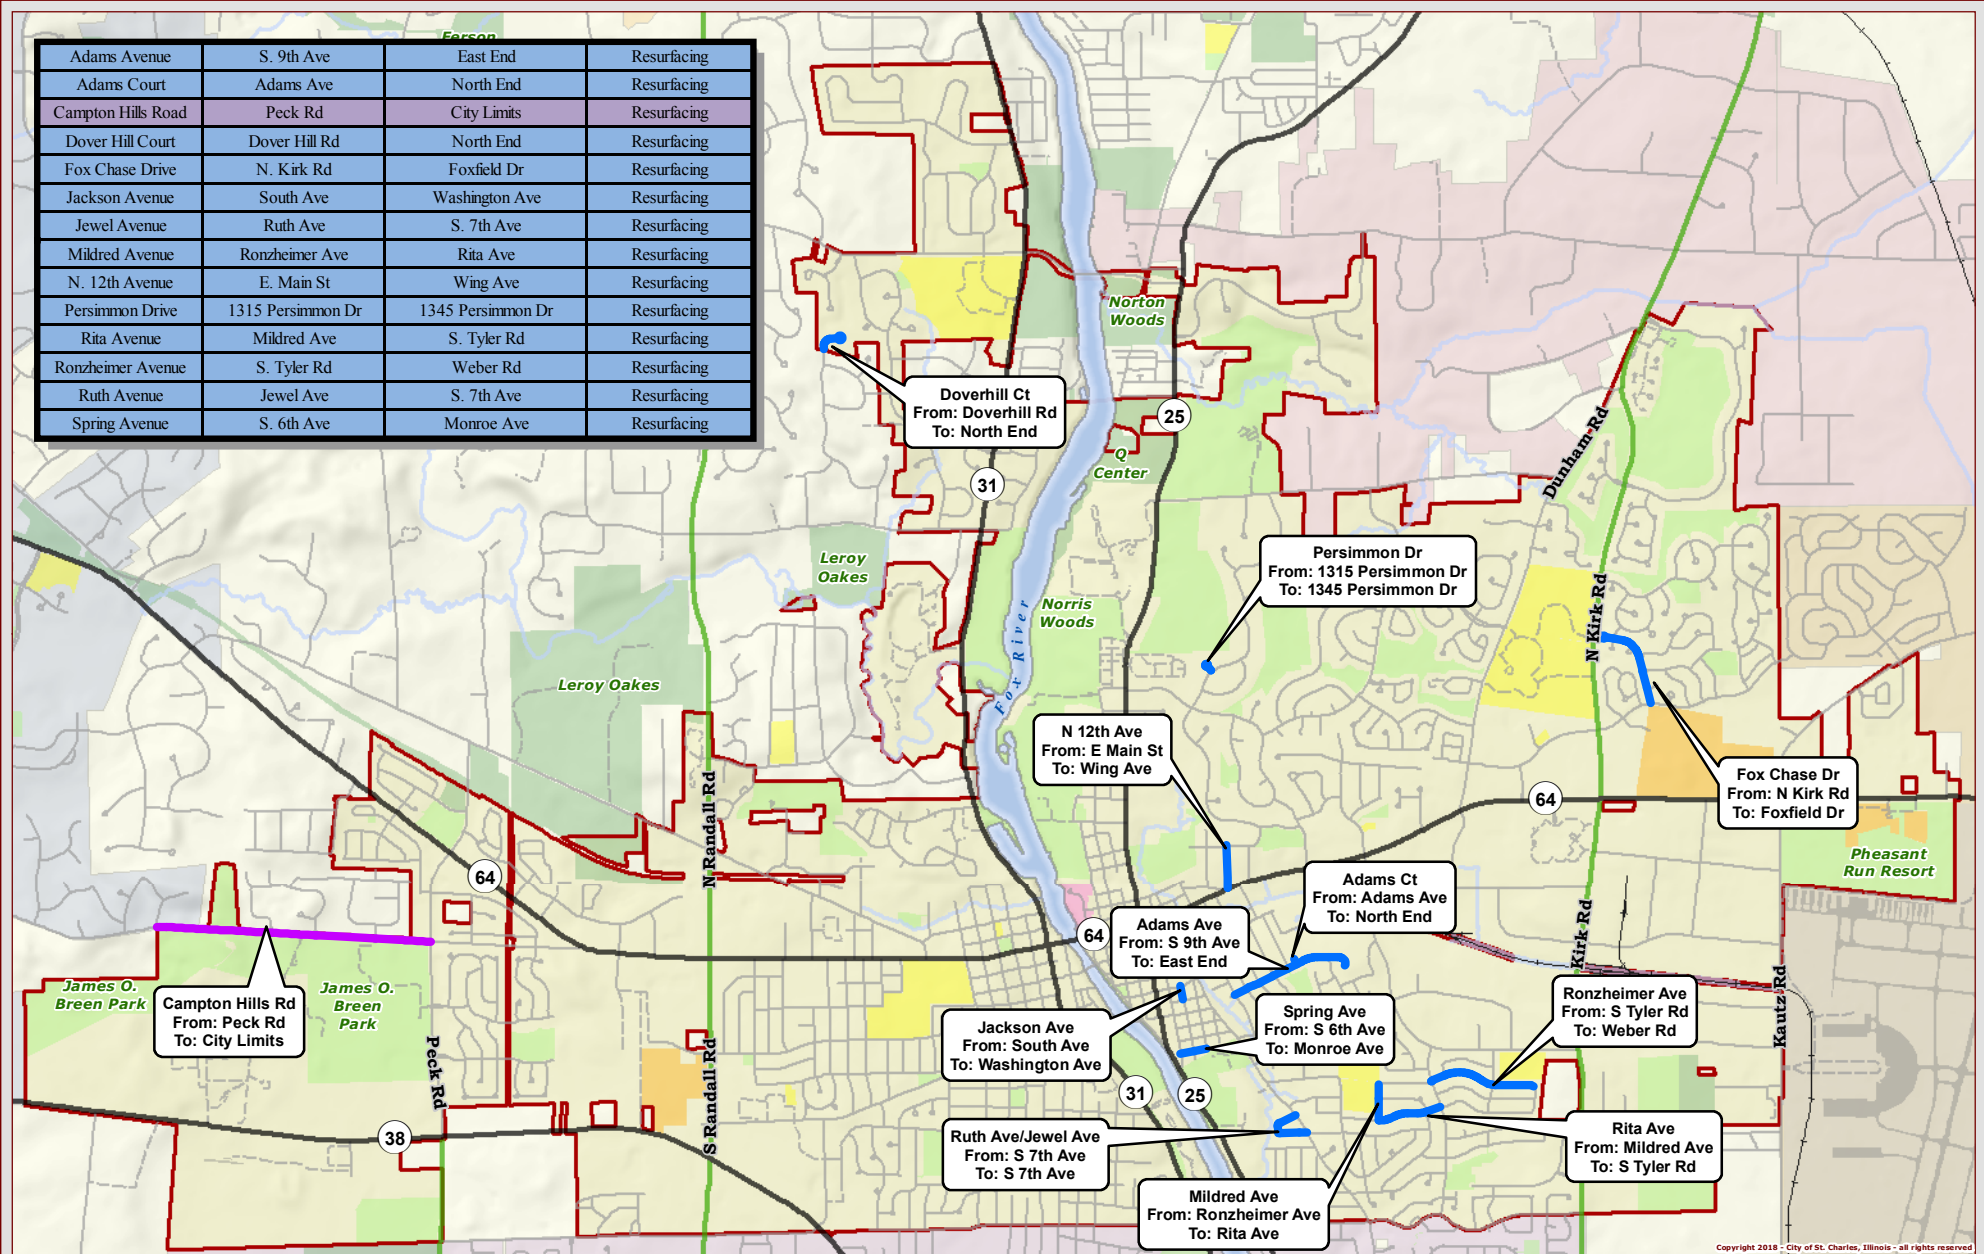 Ferson
Adams Avenue S. 9th Ave East End Resurfacing
Adams Court Adams Ave North End Resurfacing
Campton Hills Road Peck Rd City Limits Resurfacing
Dover Hill Court Dover Hill Rd North End Resurfacing
Fox Chase Drive N. Kirk Rd Foxfield Dr Resurfacing
Jackson Avenue South Ave Washington Ave Resurfacing
Jewel Avenue Ruth Ave S. 7th Ave Resurfacing
Mildred Avenue Ronzheimer Ave Rita Ave Resurfacing
N. 12th Avenue E. Main St Wing Ave Resurfacing
Persimmon Drive 1315 Persimmon Dr 1345 Persimmon Dr Resurfacing
Rita Avenue Mildred Ave S. Tyler Rd Resurfacing
Ronzheimer Avenue S. Tyler Rd Weber Rd Resurfacing
Ruth Avenue Jewel Ave S. 7th Ave Resurfacing
Spring Avenue S. 6th Ave Monroe Ave Resurfacing
Norton
Woods
Doverhill Ct
From: Doverhill Rd
To: North End
25
Q
Center
31
Dunham Rd
Leroy
Oakes
Persimmon Dr
From: 1315 Persimmon Dr
To: 1345 Persimmon Dr
Norris
Woods
Fox River
N Kirk Rd
Leroy Oakes
N 12th Ave
From: E Main St
To: Wing Ave
Fox Chase Dr
From: N Kirk Rd
To: Foxfield Dr
64
N Randall Rd
Pheasant
Run Resort
64
Adams Ct
From: Adams Ave
To: North End
Adams Ave
From: S 9th Ave
To: East End
64
Kirk Rd
James O.
Breen Park
James O.
Breen
Park
Campton Hills Rd
From: Peck Rd
To: City Limits
Kautz Rd
Ronzheimer Ave
From: S Tyler Rd
To: Weber Rd
Spring Ave
From: S 6th Ave
To: Monroe Ave
Jackson Ave
From: South Ave
To: Washington Ave
Peck Rd
S Randall Rd
31
25
38
Ruth Ave/Jewel Ave
From: S 7th Ave
To: S 7th Ave
Rita Ave
From: Mildred Ave
To: S Tyler Rd
Mildred Ave
From: Ronzheimer Ave
To: Rita Ave
Copyright 2018 - City of St. Charles, Illinois - all rights reserved